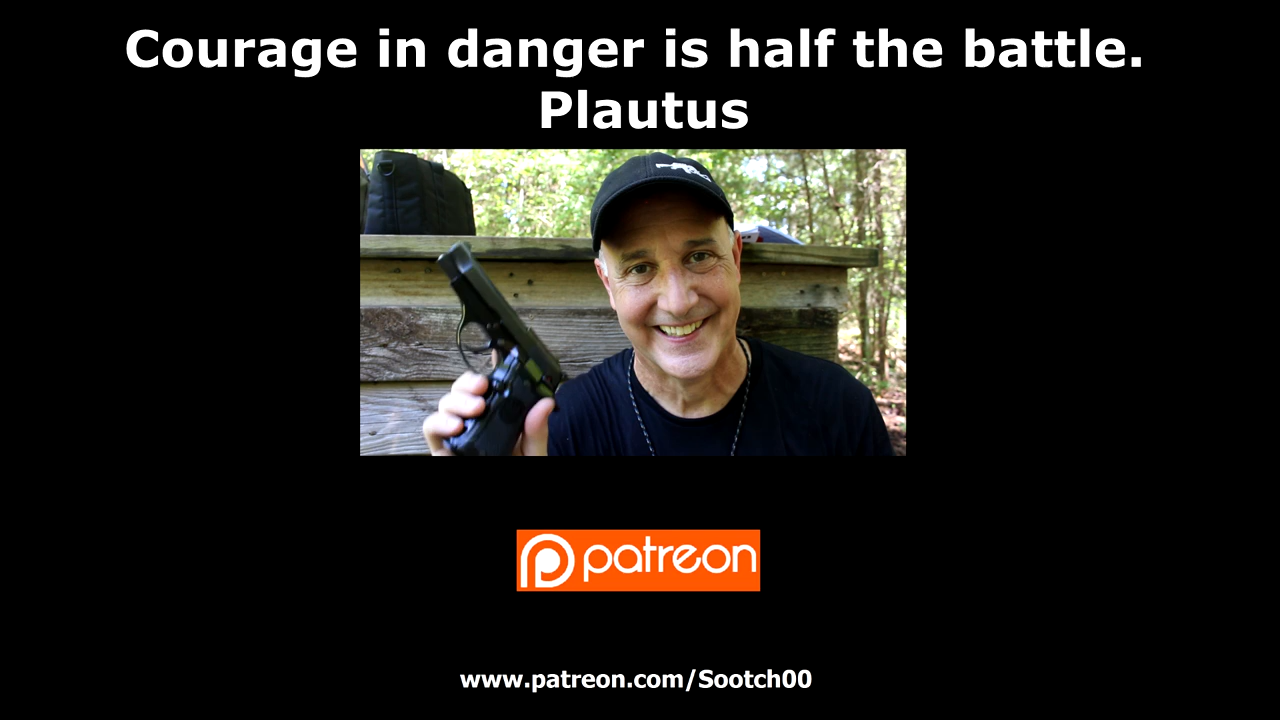 Courage in danger is half the battle.
Plautus
patreon
www.patreon.com/Sootch00